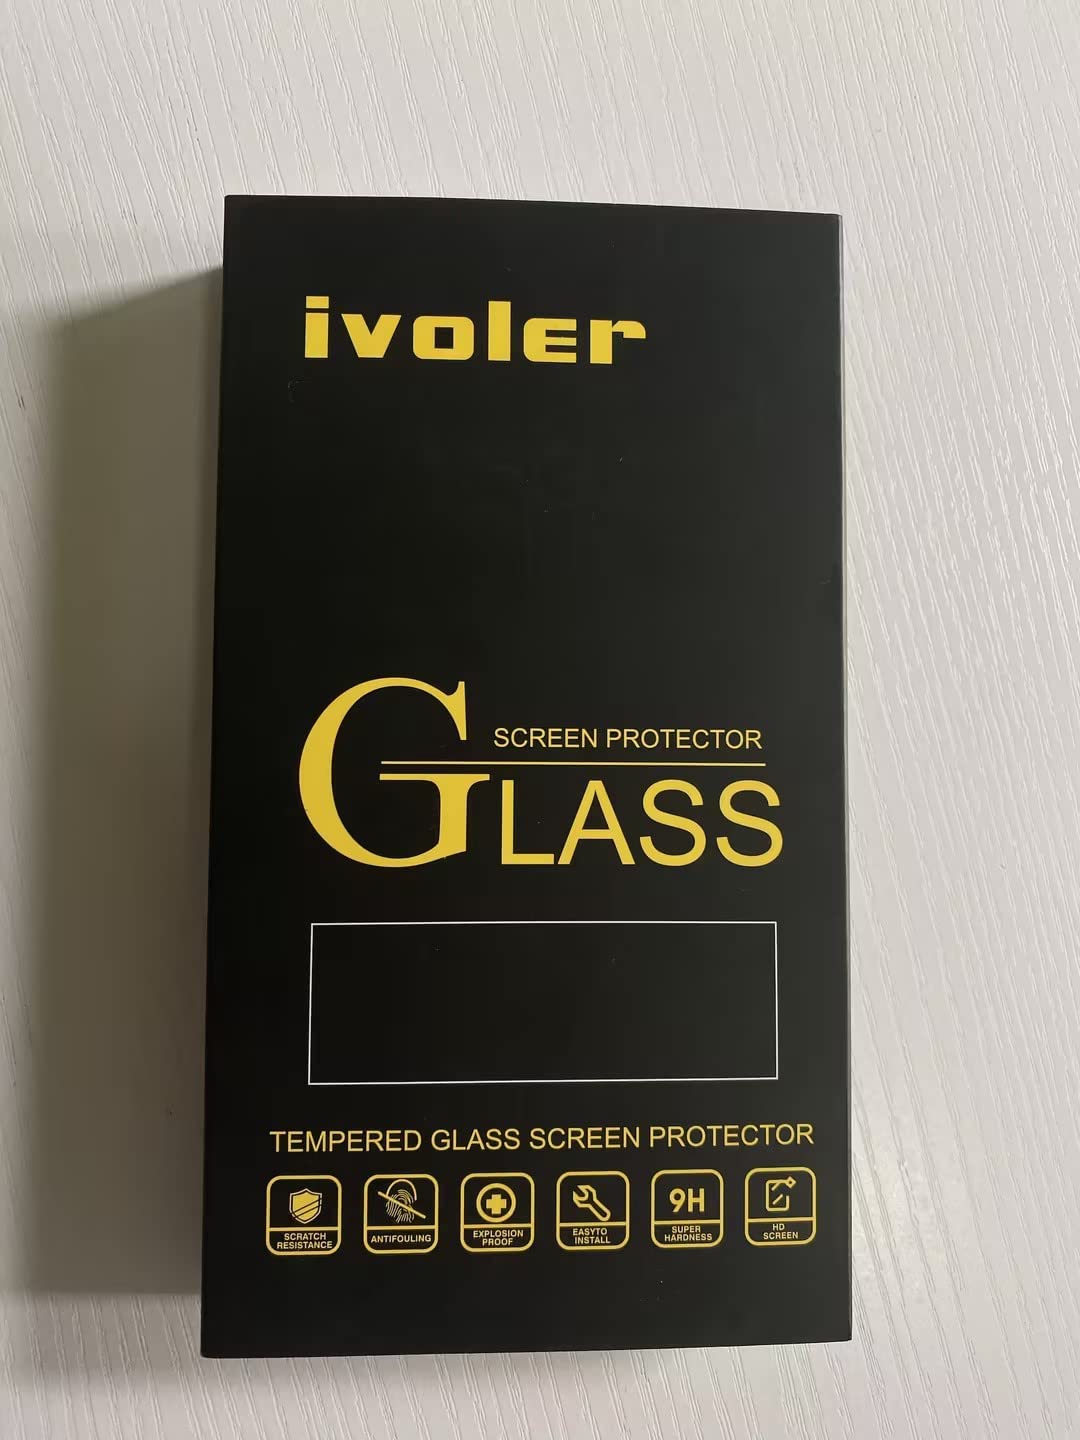 ivoler
SCREEN PROTECTOR
GLASS
TEMPERED GLASS SCREEN PROTECTOR
SCRATCH
RESISTANCE
ANTIFOULING
EXPLOSION
PROOF
EASYTO
INSTALL
9H
SUPER
HARDNESS
HD
SCREEN